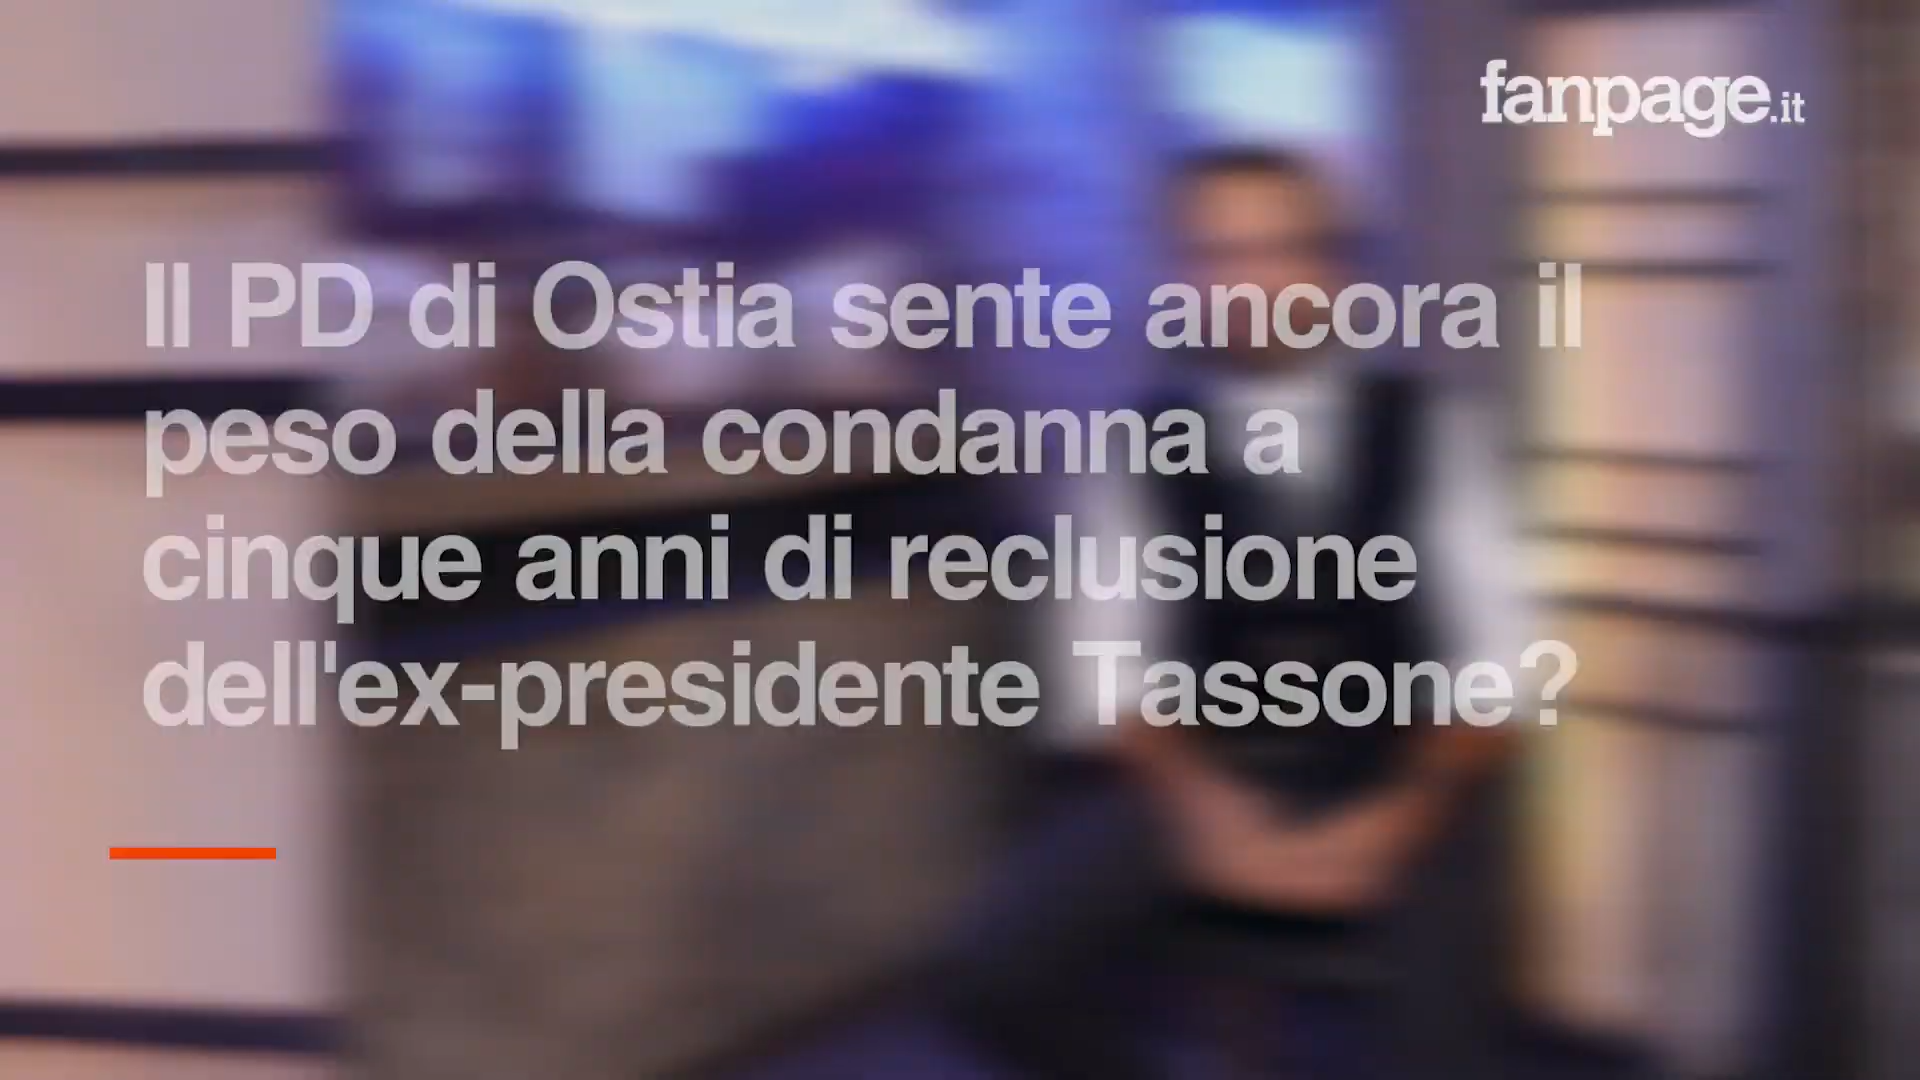 fanpage.it
Il PD di Ostia sente ancora il
peso della condanna a
cinque anni di reclusione
dell'ex-presidente Tassone?